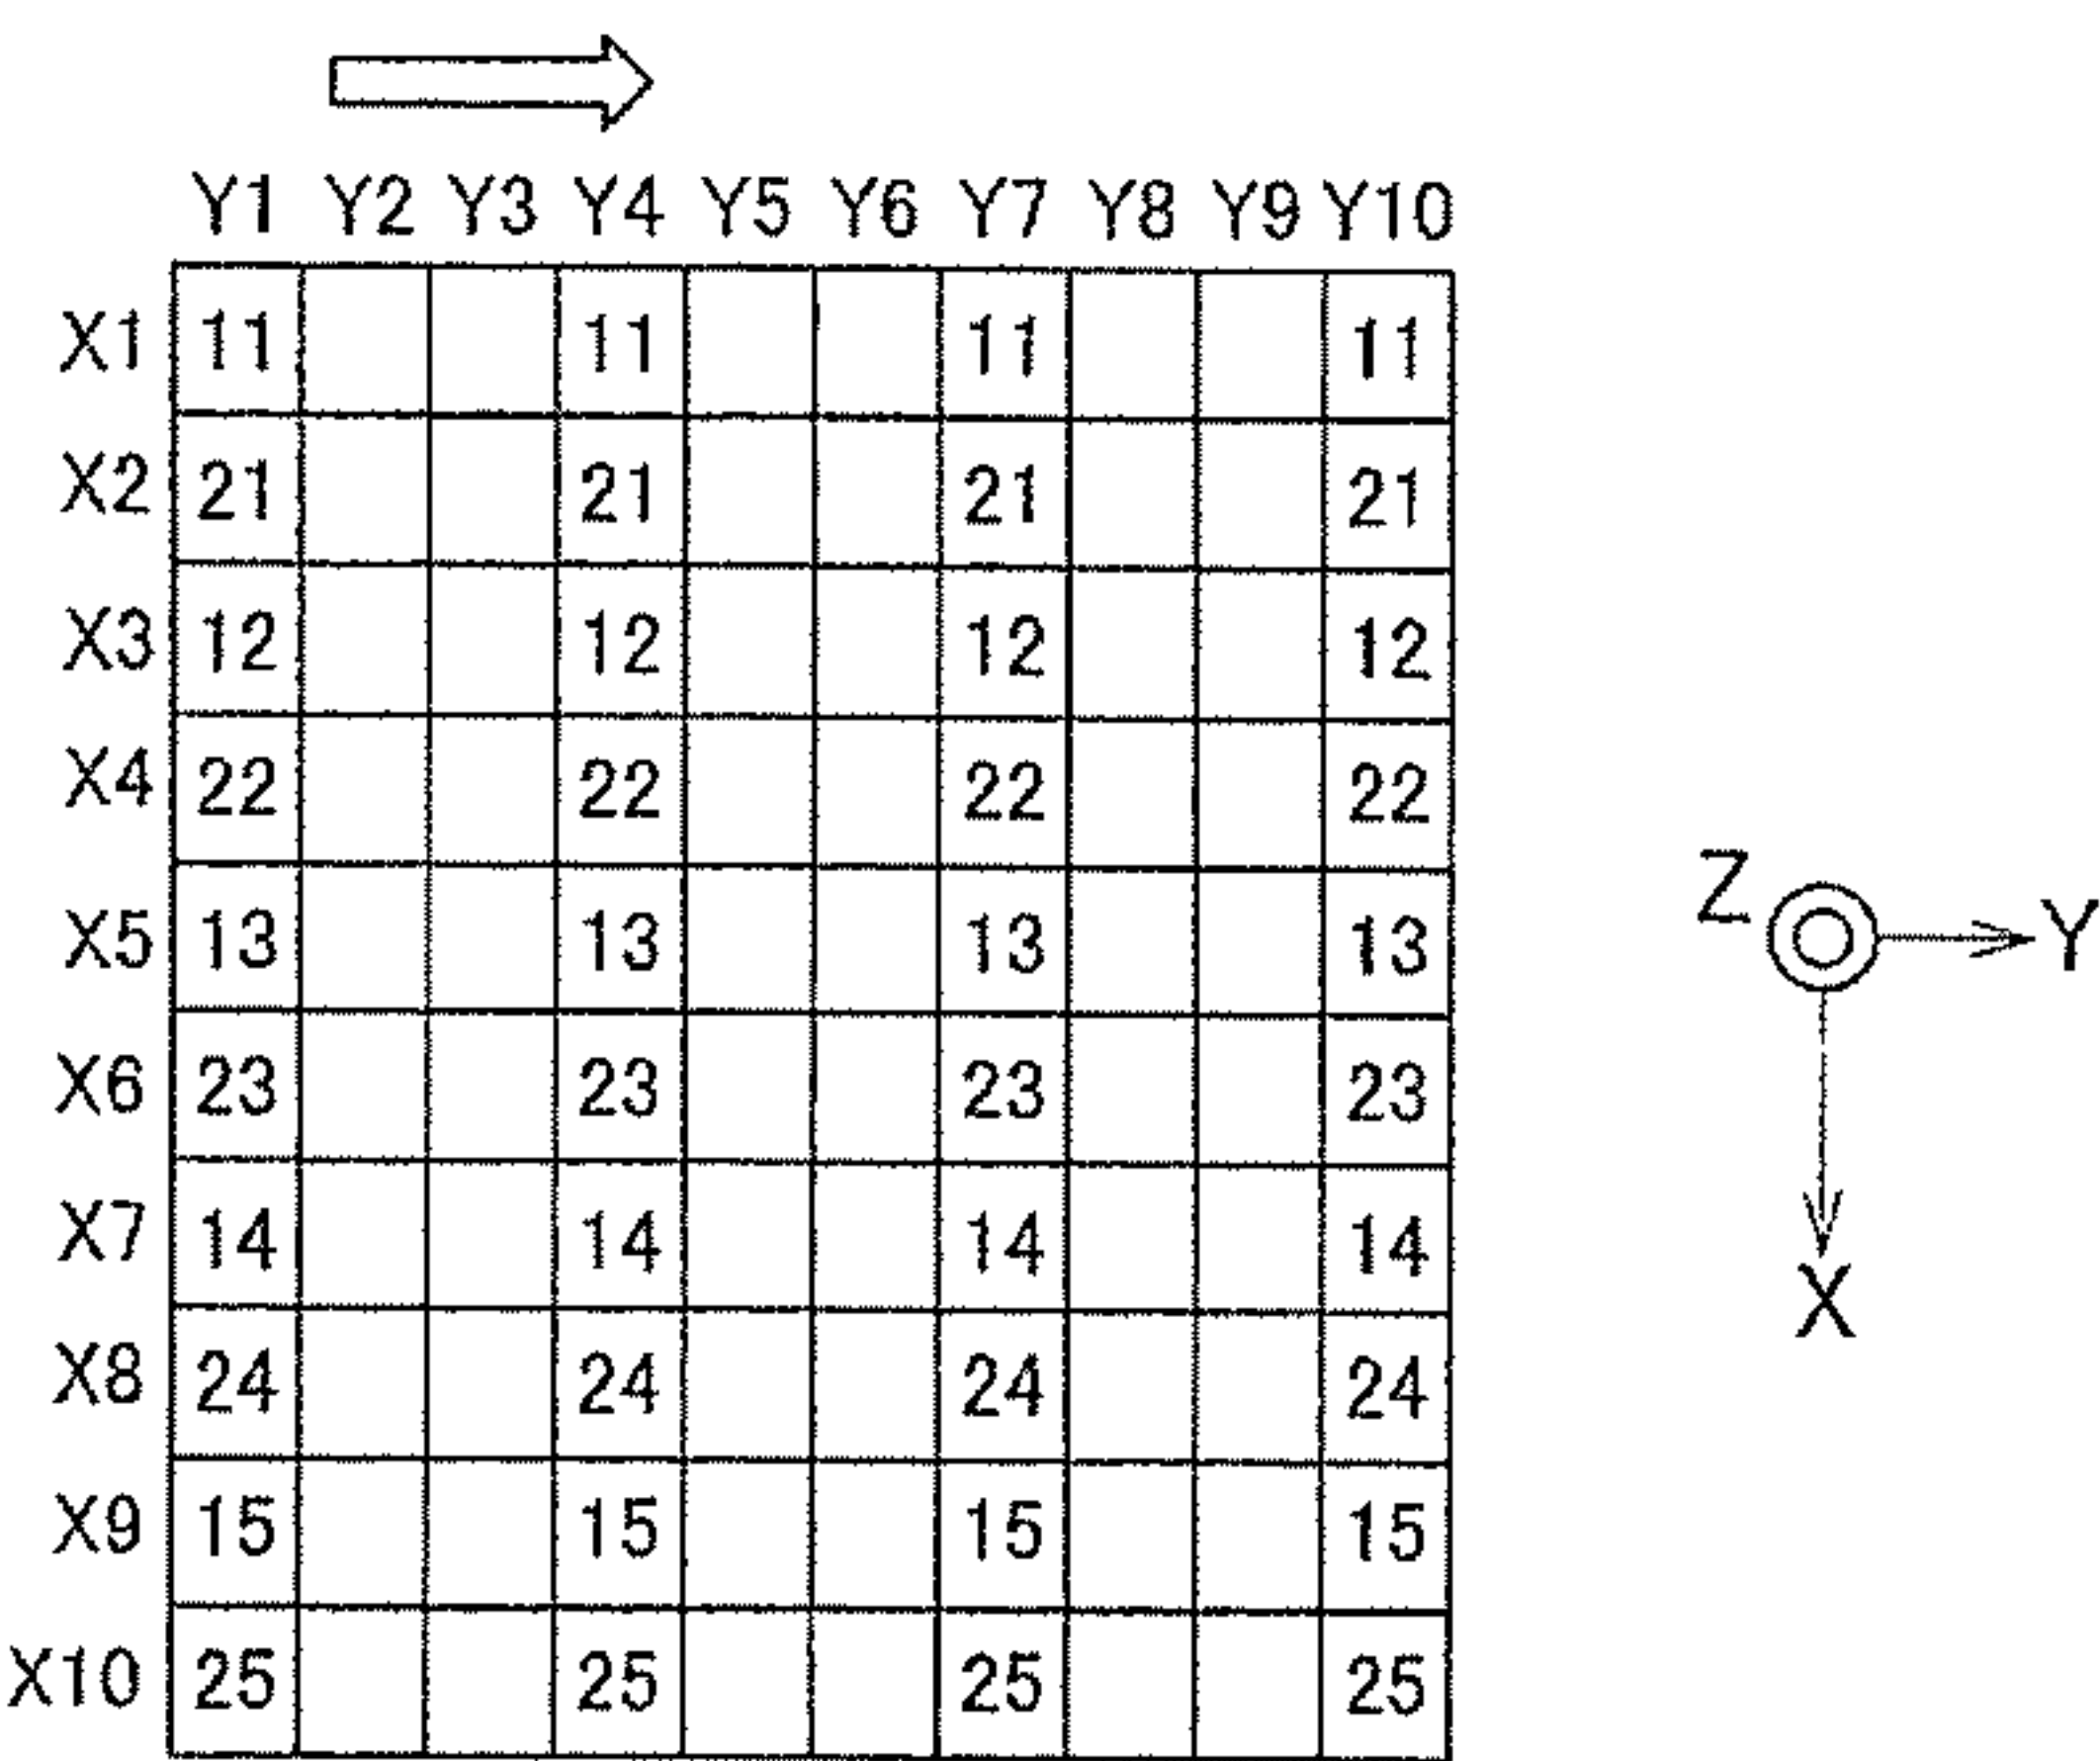 Y1 Y2 Y3 Y4 Y5 Y6 Y7 Y8 Y9 Y10
X1 11 11 11 11
X2 21 21 21 21
X3 12 12 12 12
X4 22 22 22 22
X5 13 13 13 13
X6 23 23 23 23
X7 14 14 14 14
X8 24 24 24 24
X9 15 15 15 15
X10 25 25 25 25
Z
Y
X